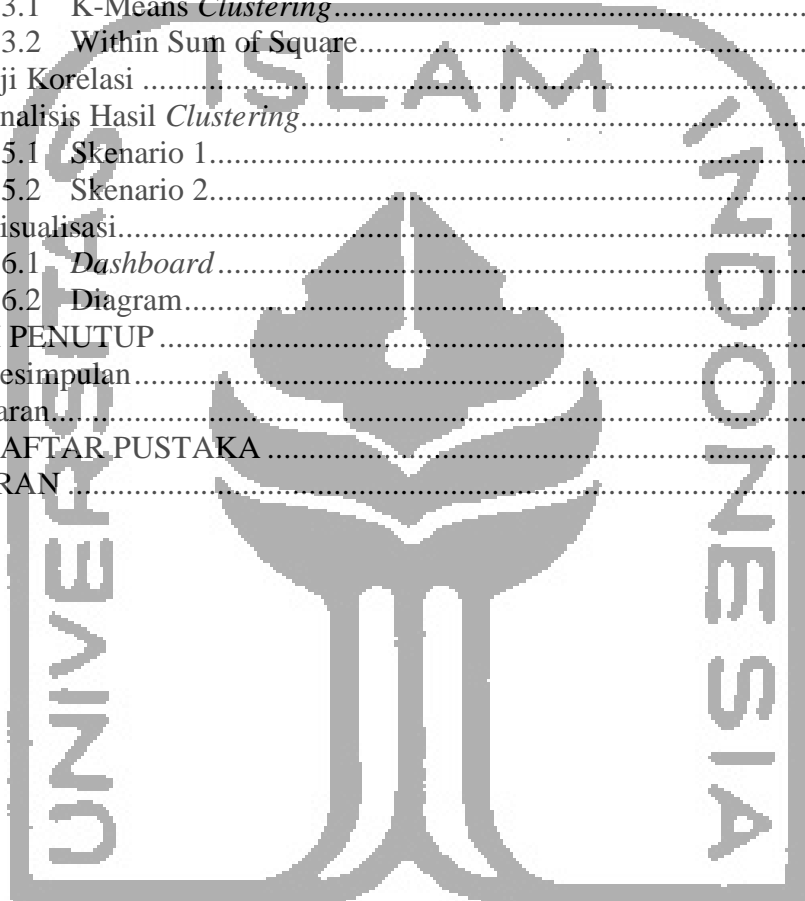 3.1 K-Means Clustering
3.2 Within Sum of Square
ji Korelasi
nalisis Hasil Clustering
5.1 Skenario 1
5.2 Skenario 2
isualisasi
6.1 Dashboard
6.2 Diagram
PENUTUP
esimpulan
aran
AFTAR PUSTAKA
RAN
UNIVERSITAS
ISLAM
INDONESIA